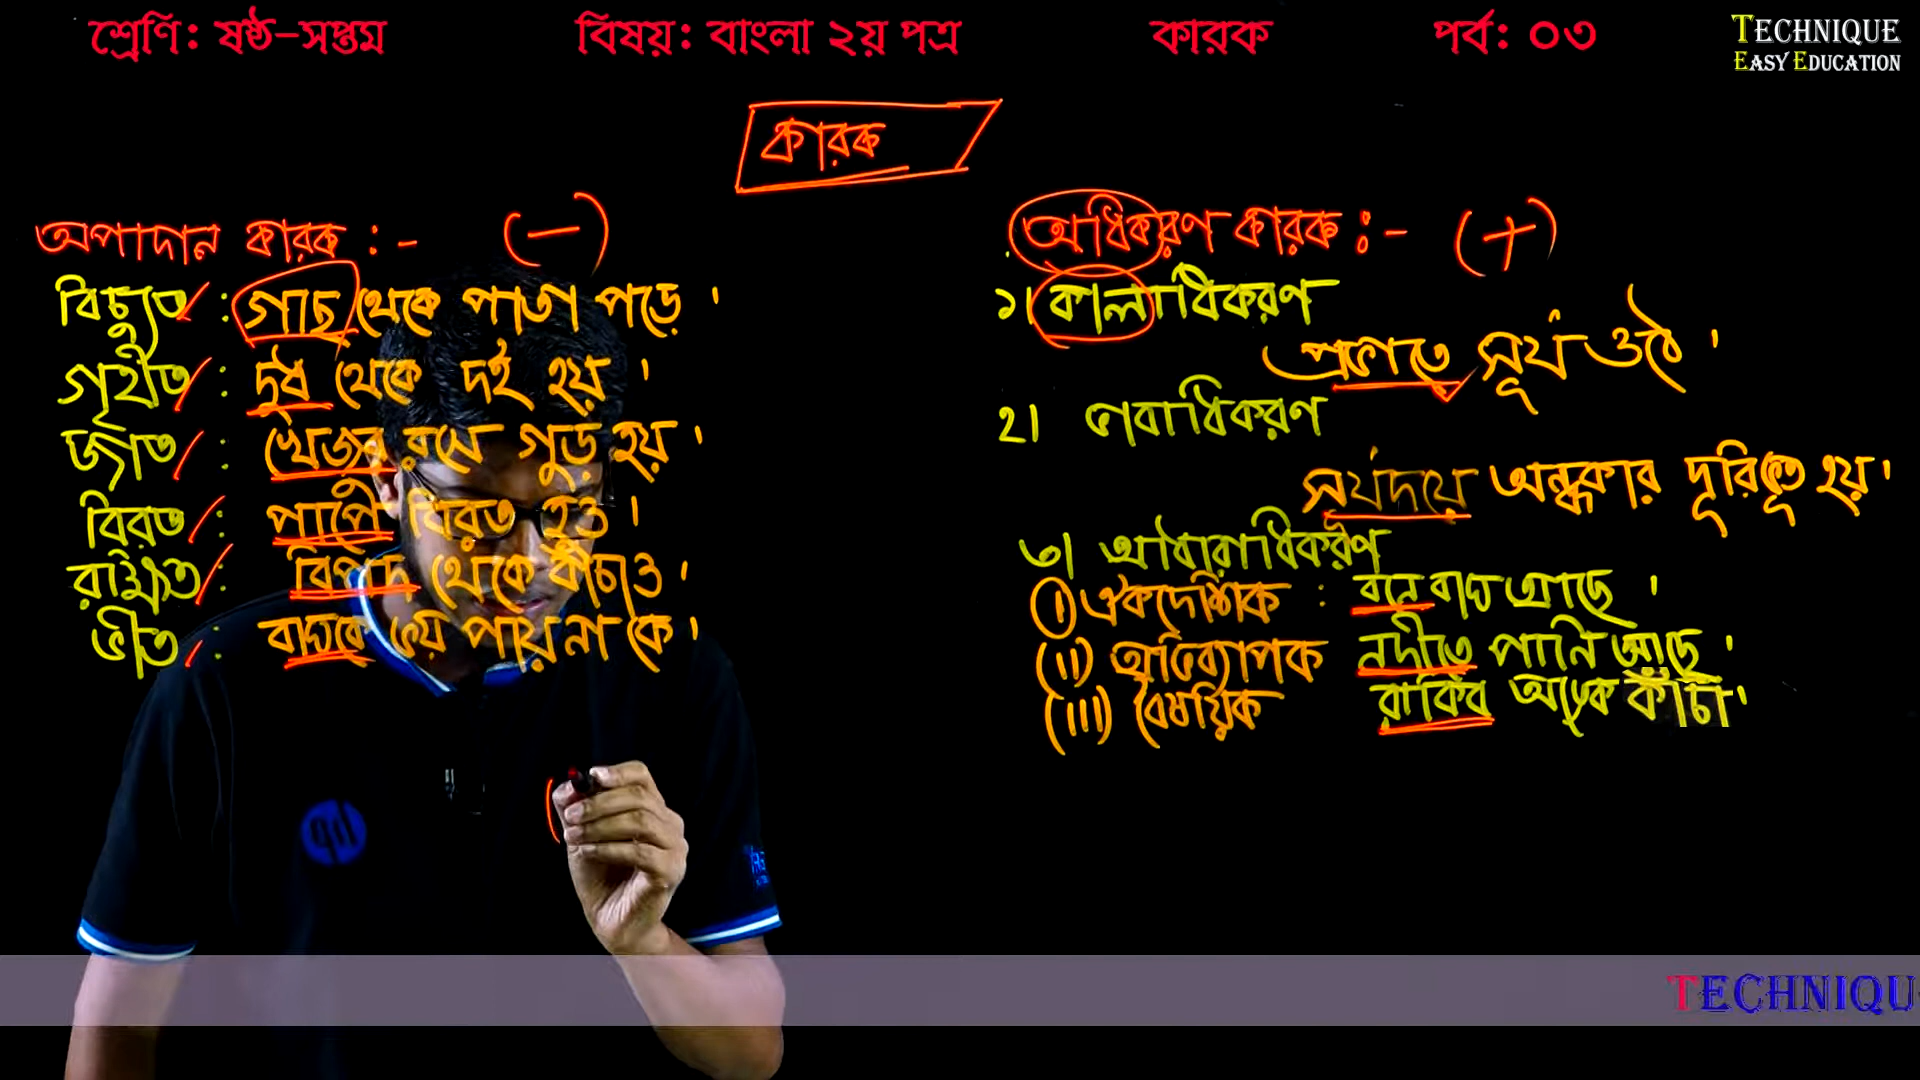 শ্রেণি: ষষ্ঠ-সপ্তম বিষয়: বাংলা ২য় পত্র কারক পর্ব: ০৩
TECHNIQUE
EASY EDUCATION
কারক
অপাদান কারক :- (–)
বিচ্যুত : গাছ থেকে পাতা পড়ে ।
গৃহীত : দুধ থেকে দই হয় ।
জাত : খেজুর রসে গুড় হয় ।
বিরত : পাপে বিরত হও ।
রক্ষিত : বিপদ থেকে বাঁচাও ।
ভীত : বাঘকে ভয় পায় না কে ।
অধিকরণ কারক :- (+)
১। কালাধিকরণ
প্রভাতে সূর্য ওঠে ।
২। ভাবাধিকরণ
সূর্যদয়ে অন্ধকার দূরিভূত হয় ।
৩। আধারাধিকরণ
(i) ঐকদেশিক : বনে বাঘ আছে ।
(ii) অভিব্যাপক নদীতে পানি আছে ।
(iii) বৈষয়িক রাকিব অঙ্কে কাঁচা ।
TECHNIQU